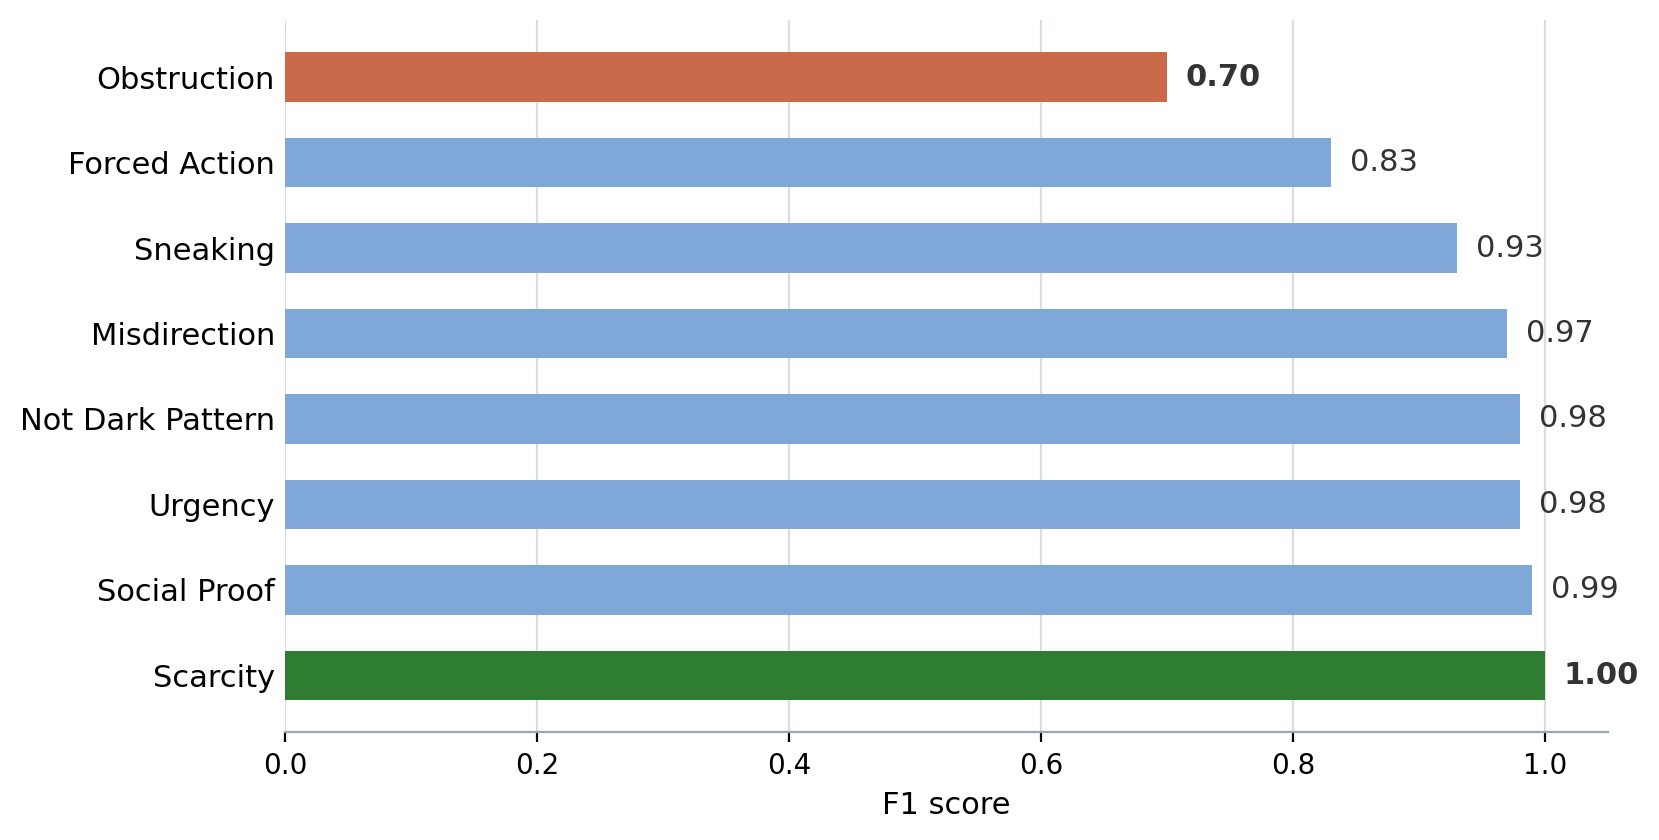 Obstruction 0.70
Forced Action 0.83
Sneaking 0.93
Misdirection 0.97
Not Dark Pattern 0.98
Urgency 0.98
Social Proof 0.99
Scarcity 1.00
0.0 0.2 0.4 0.6 0.8 1.0
F1 score